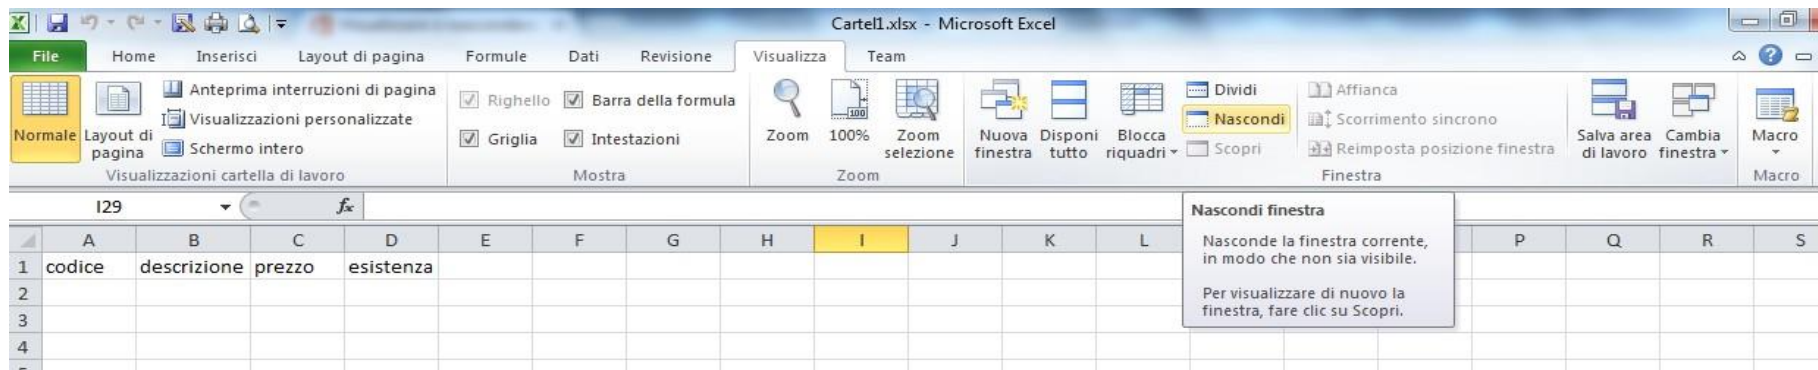 Cartel1.xlsx - Microsoft Excel
File Home Inserisci Layout di pagina Formule Dati Revisione Visualizza Team
Normale
Layout di
pagina
Anteprima interruzioni di pagina
Visualizzazioni personalizzate
Schermo intero
Visualizzazioni cartella di lavoro
Righello
Barra della formula
Griglia
Intestazioni
Mostra
Zoom
100%
Zoom
selezione
Zoom
Nuova
finestra
Disponi
tutto
Blocca
riquadri
Dividi
Nascondi
Scopri
Affianca
Scorrimento sincrono
Reimposta posizione finestra
Finestra
Salva area
di lavoro
Cambia
finestra
Macro
Macro
I29 fx
Nascondi finestra
Nasconde la finestra corrente,
in modo che non sia visibile.
Per visualizzare di nuovo la
finestra, fare clic su Scopri.
A B C D E F G H I J K L P Q R S
1 codice descrizione prezzo esistenza
2
3
4